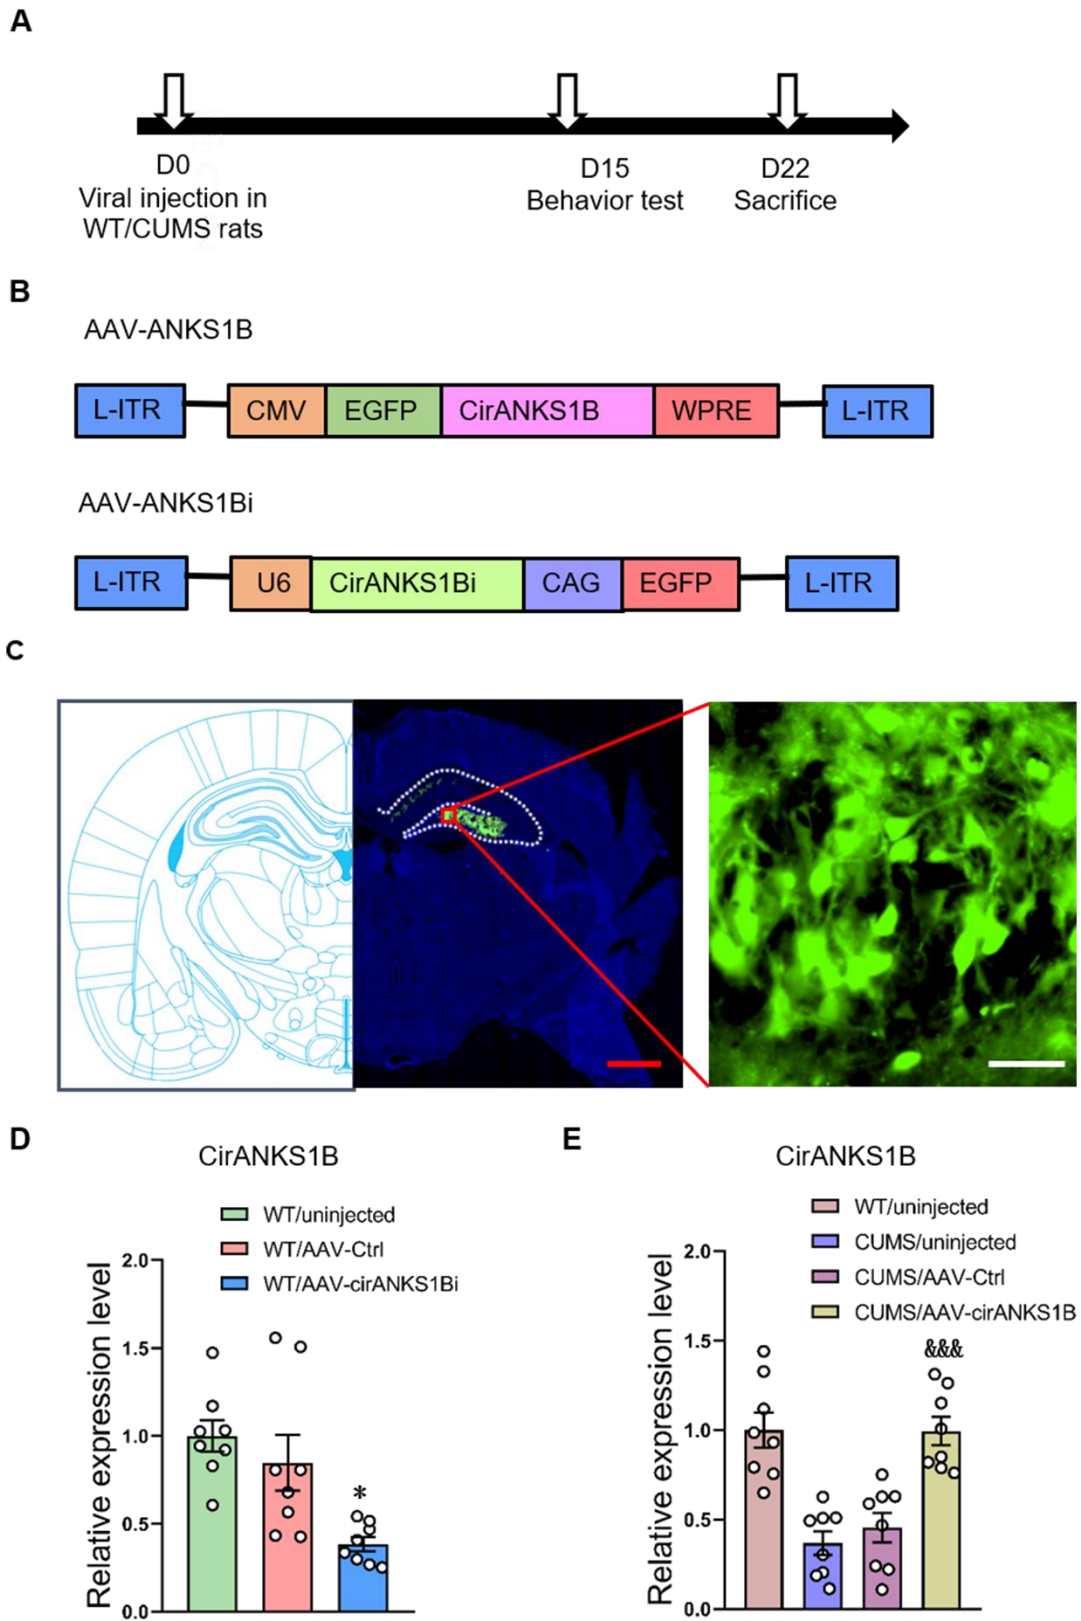 A
D0
Viral injection in
WT/CUMS rats
D15
Behavior test
D22
Sacrifice
B
AAV-ANKS1B
L-ITR CMV EGFP CirANKS1B WPRE L-ITR
AAV-ANKS1Bi
L-ITR U6 CirANKS1Bi CAG EGFP L-ITR
C
D
CirANKS1B
WT/uninjected
WT/AAV-Ctrl
WT/AAV-cirANKS1Bi
Relative expression level
2.0
1.5
1.0
0.5
0.0
*
E
CirANKS1B
WT/uninjected
CUMS/uninjected
CUMS/AAV-Ctrl
CUMS/AAV-cirANKS1B
Relative expression level
2.0
1.5
1.0
0.5
0.0
&&&